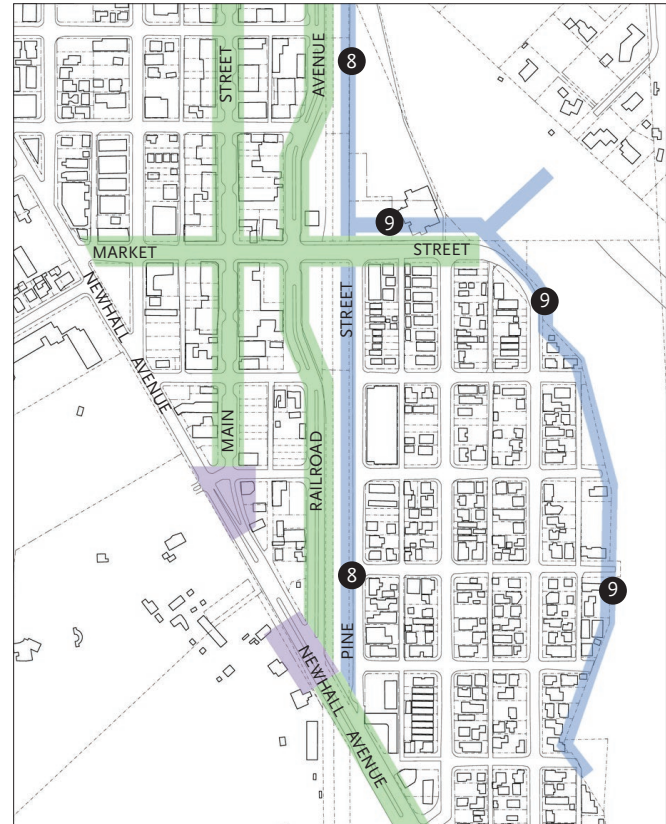 STREET
AVENUE
8
9
MARKET
STREET
NEWHALL AVENUE
STREET
9
MAIN
RAILROAD
8
9
PINE
NEWHALL AVENUE